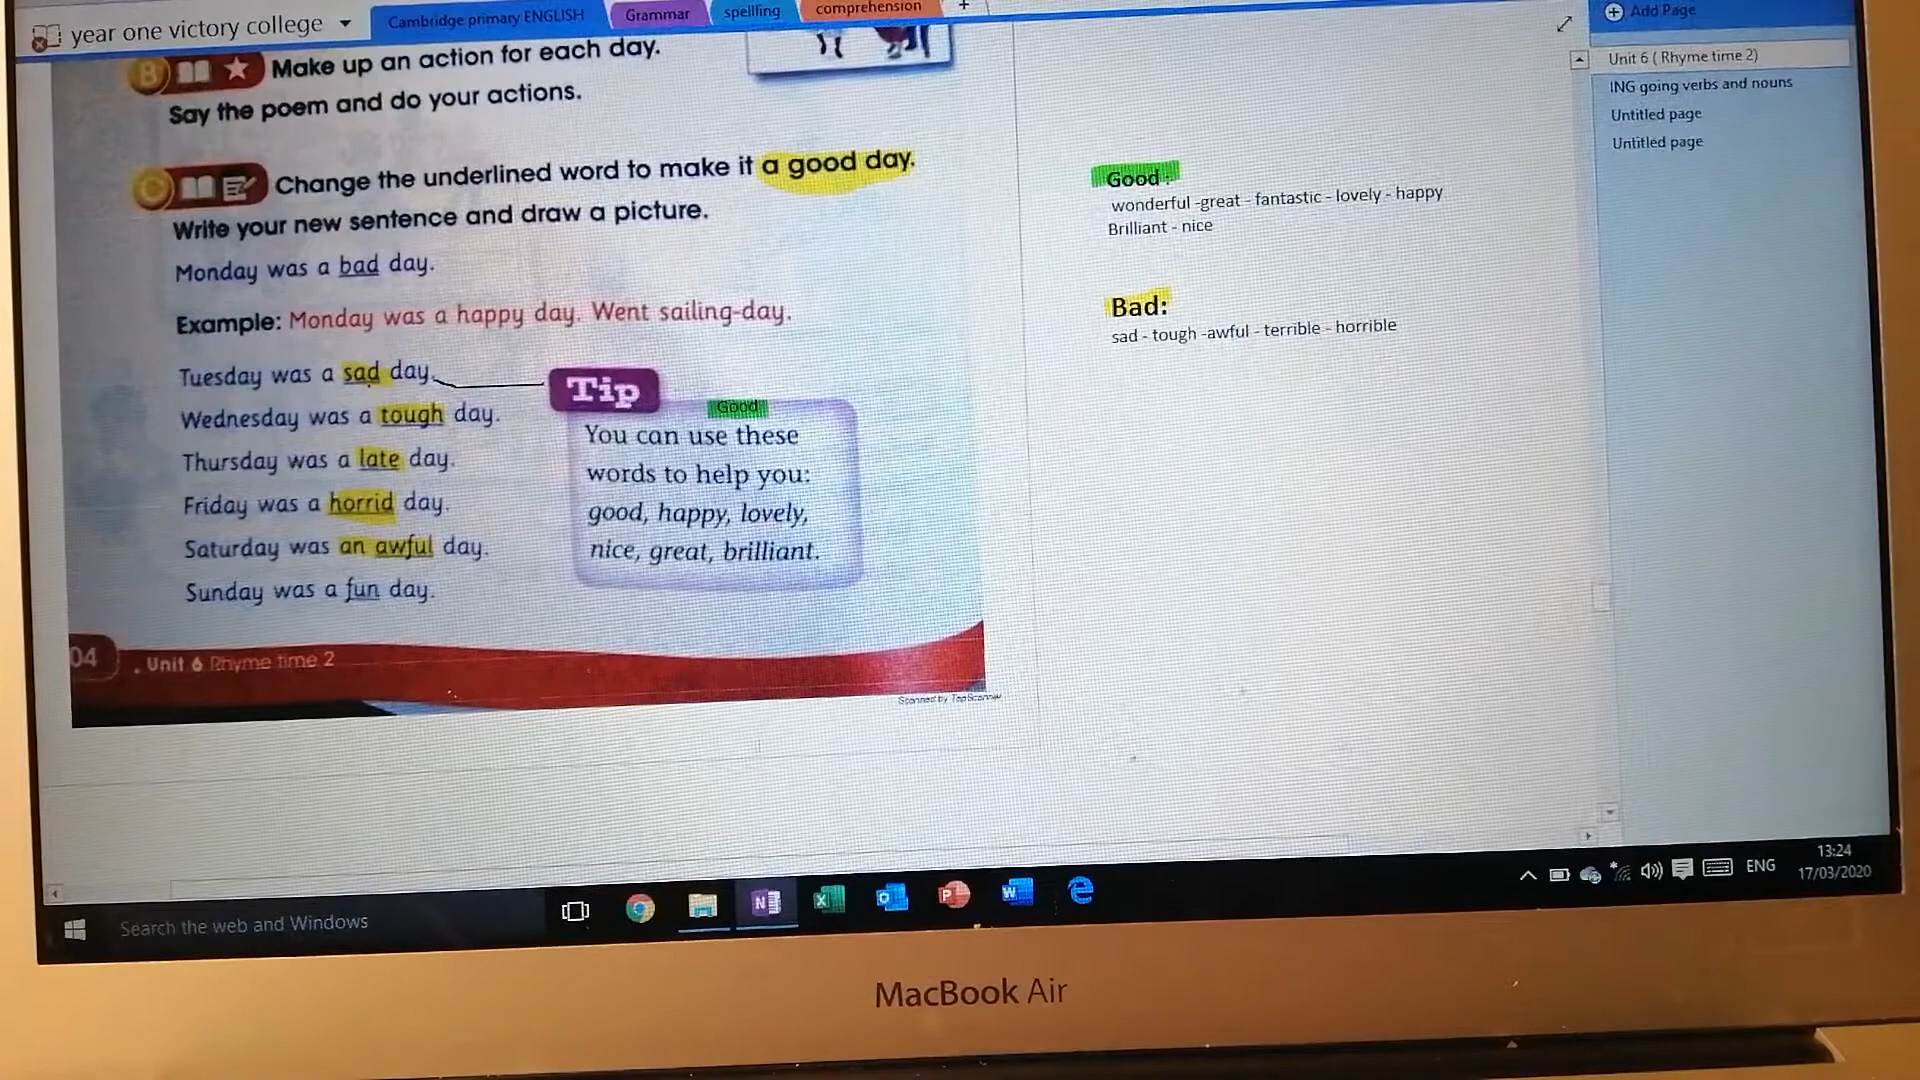 year one victory college
Cambridge primary ENGLISH
Grammar
spellling
comprehension
+
Add Page
Unit 6 ( Rhyme time 2)
ING going verbs and nouns
Untitled page
Untitled page
B Make up an action for each day.
Say the poem and do your actions.
C Change the underlined word to make it a good day.
Write your new sentence and draw a picture.
Monday was a bad day.
Example: Monday was a happy day. Went sailing-day.
Tuesday was a sad day.
Wednesday was a tough day.
Thursday was a late day.
Friday was a horrid day.
Saturday was an awful day.
Sunday was a fun day.
Tip
Good
You can use these
words to help you:
good, happy, lovely,
nice, great, brilliant.
04 . Unit 6 Rhyme time 2
Scanned by TapScanner
Good :
wonderful -great - fantastic - lovely - happy
Brilliant - nice
Bad:
sad - tough -awful - terrible - horrible
Search the web and Windows
ENG
13:24
17/03/2020
MacBook Air